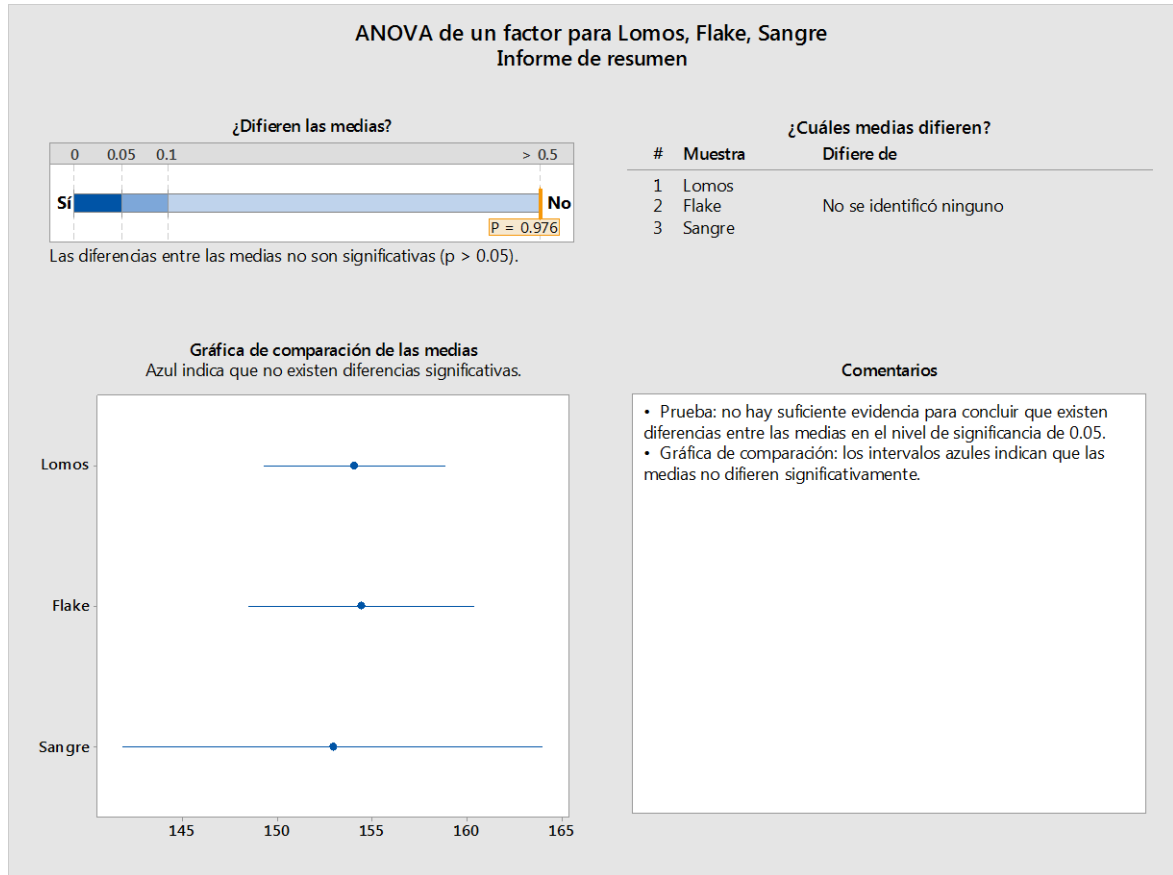 ANOVA de un factor para Lomos, Flake, Sangre
Informe de resumen
¿Difieren las medias?
0 0.05 0.1 > 0.5
Sí No
P = 0.976
Las diferencias entre las medias no son significativas (p > 0.05).
¿Cuáles medias difieren?
# Muestra Difiere de
1 Lomos
2 Flake No se identificó ninguno
3 Sangre
Gráfica de comparación de las medias
Azul indica que no existen diferencias significativas.
Lomos
Flake
Sangre
145 150 155 160 165
Comentarios
• Prueba: no hay suficiente evidencia para concluir que existen
diferencias entre las medias en el nivel de significancia de 0.05.
• Gráfica de comparación: los intervalos azules indican que las
medias no difieren significativamente.